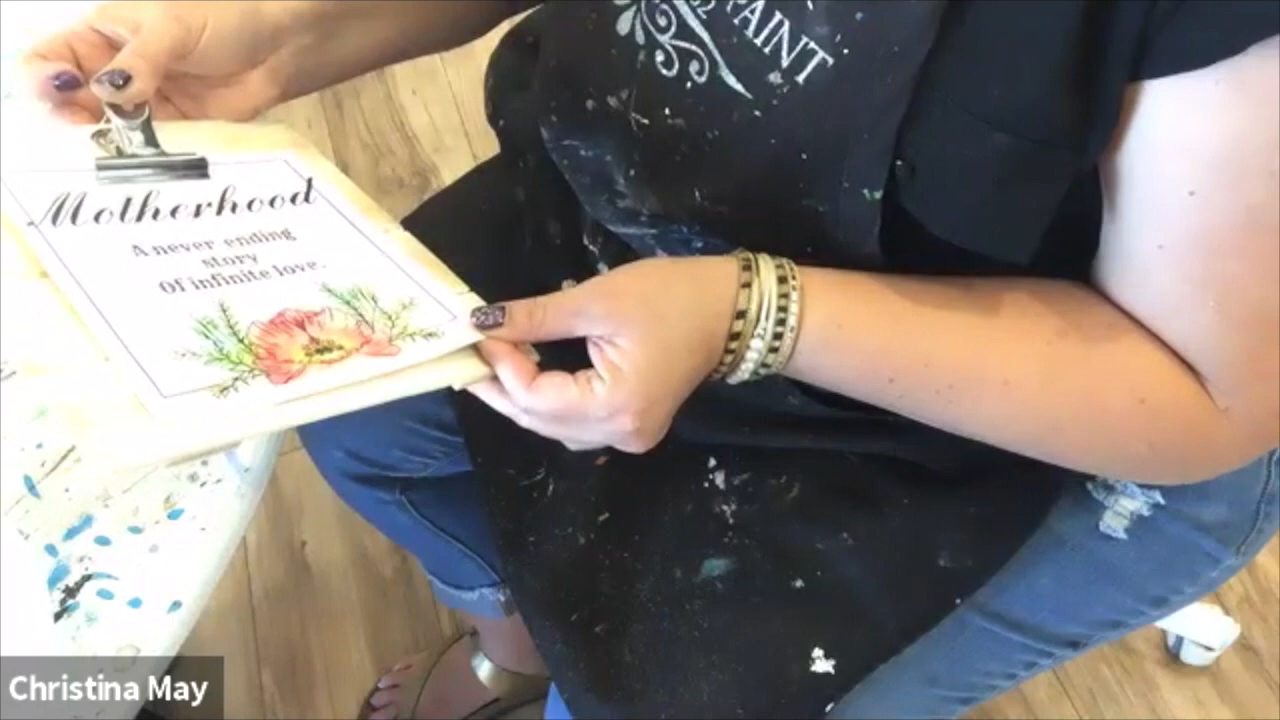 PAINT
Motherhood
A never-ending
story
Of infinite love.
Christina May